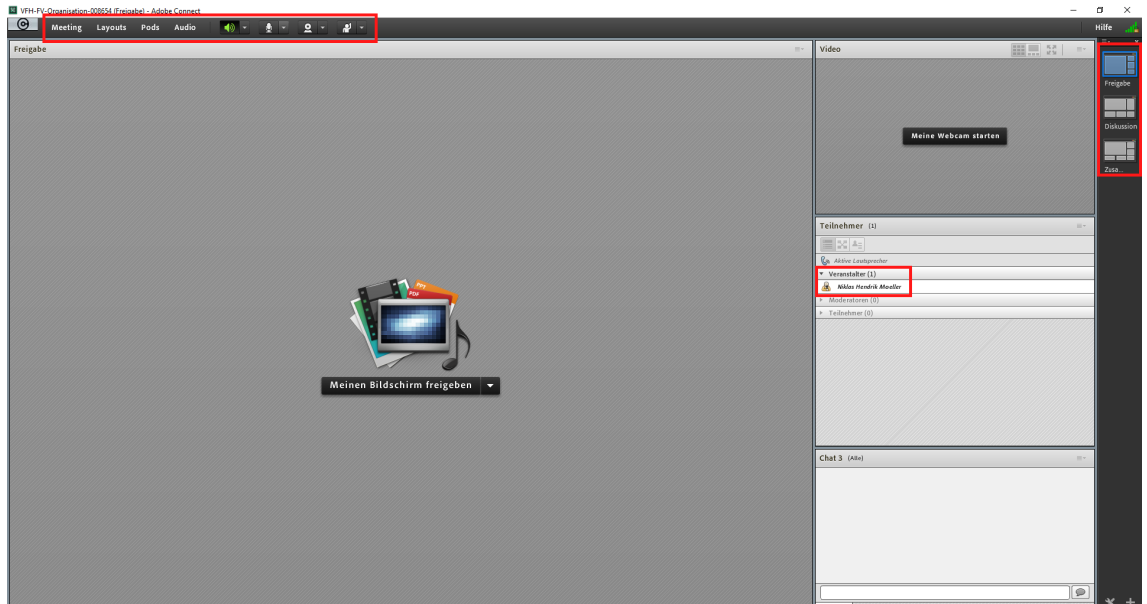 VFH-FV-Organisation-008654 (Freigabe) - Adobe Connect
Meeting Layouts Pods Audio
Hilfe
Freigabe
PPT
PDF
Meinen Bildschirm freigeben
Video
Meine Webcam starten
Teilnehmer (1)
Aktive Lautsprecher
Veranstalter (1)
Niklas Hendrik Moeller
Moderatoren (0)
Teilnehmer (0)
Chat 3 (Alle)
Freigabe
Diskussion
Zusa...